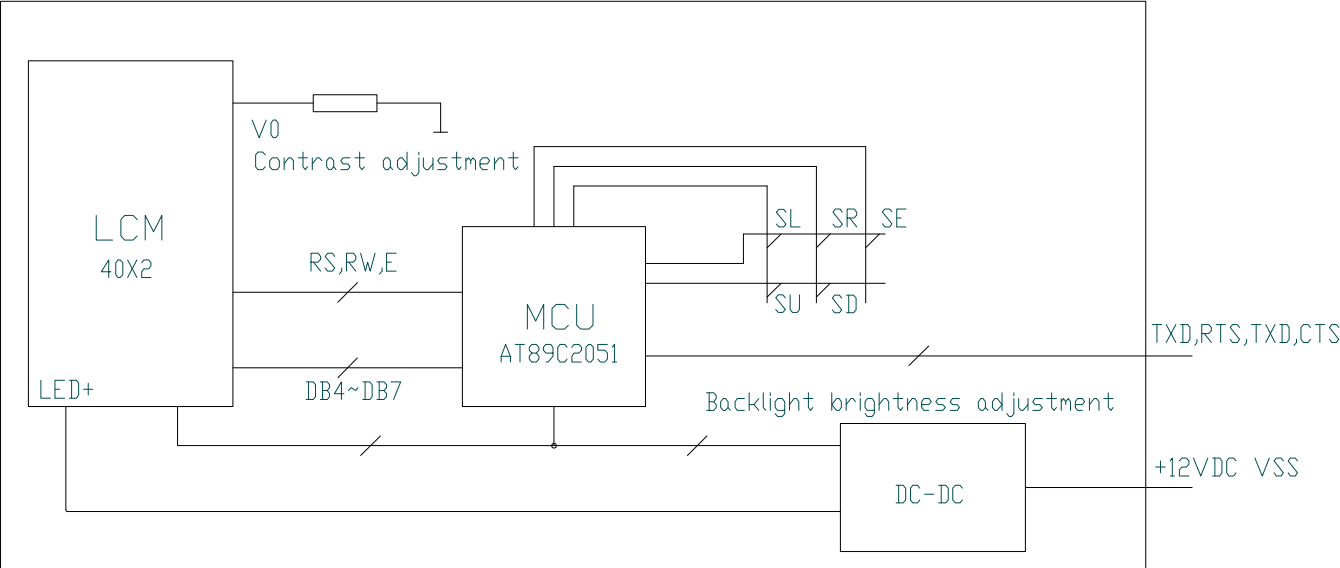 V0
Contrast adjustment
LCM
40X2
SL SR SE
RS,RW,E
SU SD
MCU
AT89C2051
TXD,RTS,TXD,CTS
LED+
DB4~DB7
Backlight brightness adjustment
+12VDC VSS
DC-DC